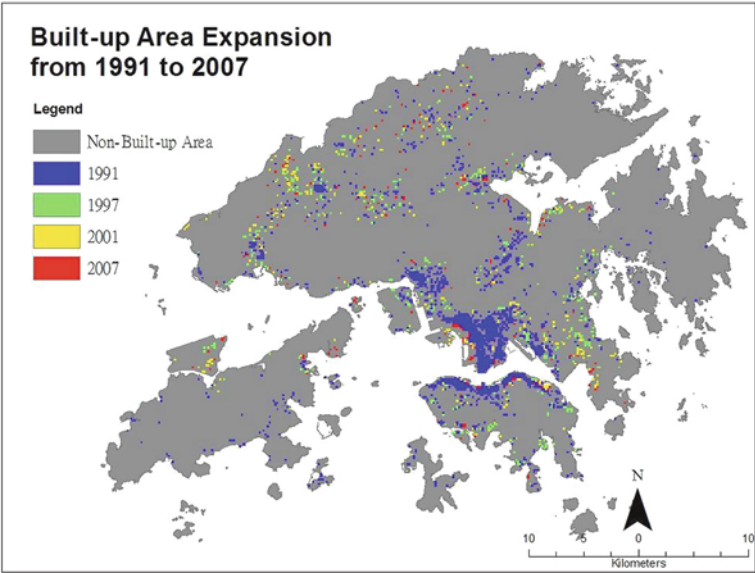 Built-up Area Expansion
from 1991 to 2007
Legend
Non-Built-up Area
1991
1997
2001
2007
N
10 5 0 10
Kilometers